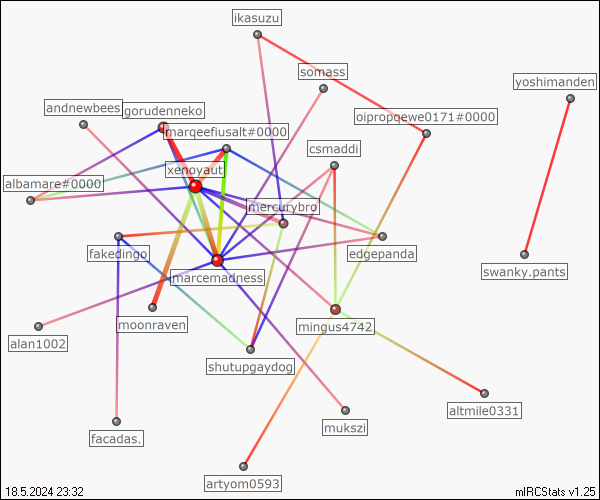 ikasuzu
somass
yoshimanden
andnewbees
gorudenneko
oipropqewe0171#0000
marqeefiusalt#0000
csmaddi
xenoyaut
albamare#0000
mercurybro
fakedingo
edgepanda
marcemadness
swanky.pants
moonraven
mingus4742
alan1002
shutupgaydog
altmile0331
mukszi
facadas.
artyom0593
18.5.2024 23:32
mIRCStats v1.25